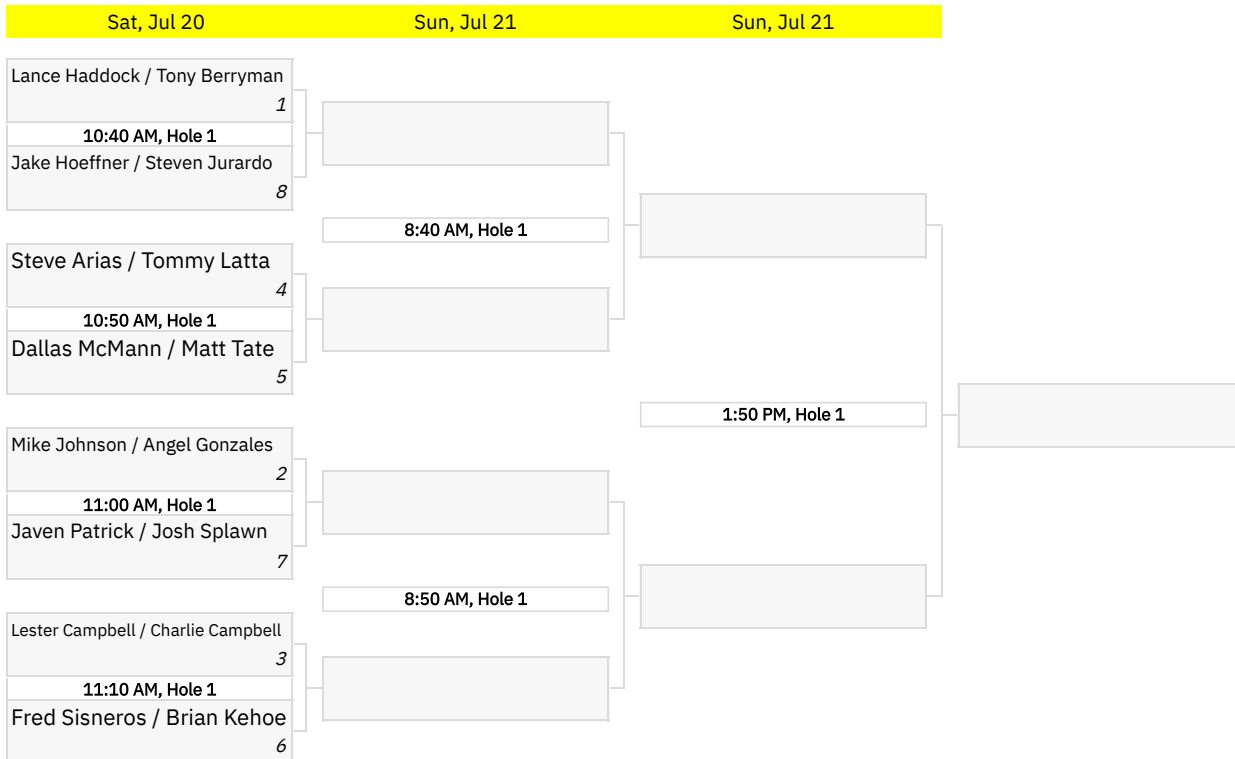 Sat, Jul 20
Sun, Jul 21
Sun, Jul 21
Lance Haddock / Tony Berryman
1
10:40 AM, Hole 1
Jake Hoeffner / Steven Jurardo
8
8:40 AM, Hole 1
Steve Arias / Tommy Latta
4
10:50 AM, Hole 1
Dallas McMann / Matt Tate
5
1:50 PM, Hole 1
Mike Johnson / Angel Gonzales
2
11:00 AM, Hole 1
Javen Patrick / Josh Splawn
7
8:50 AM, Hole 1
Lester Campbell / Charlie Campbell
3
11:10 AM, Hole 1
Fred Sisneros / Brian Kehoe
6